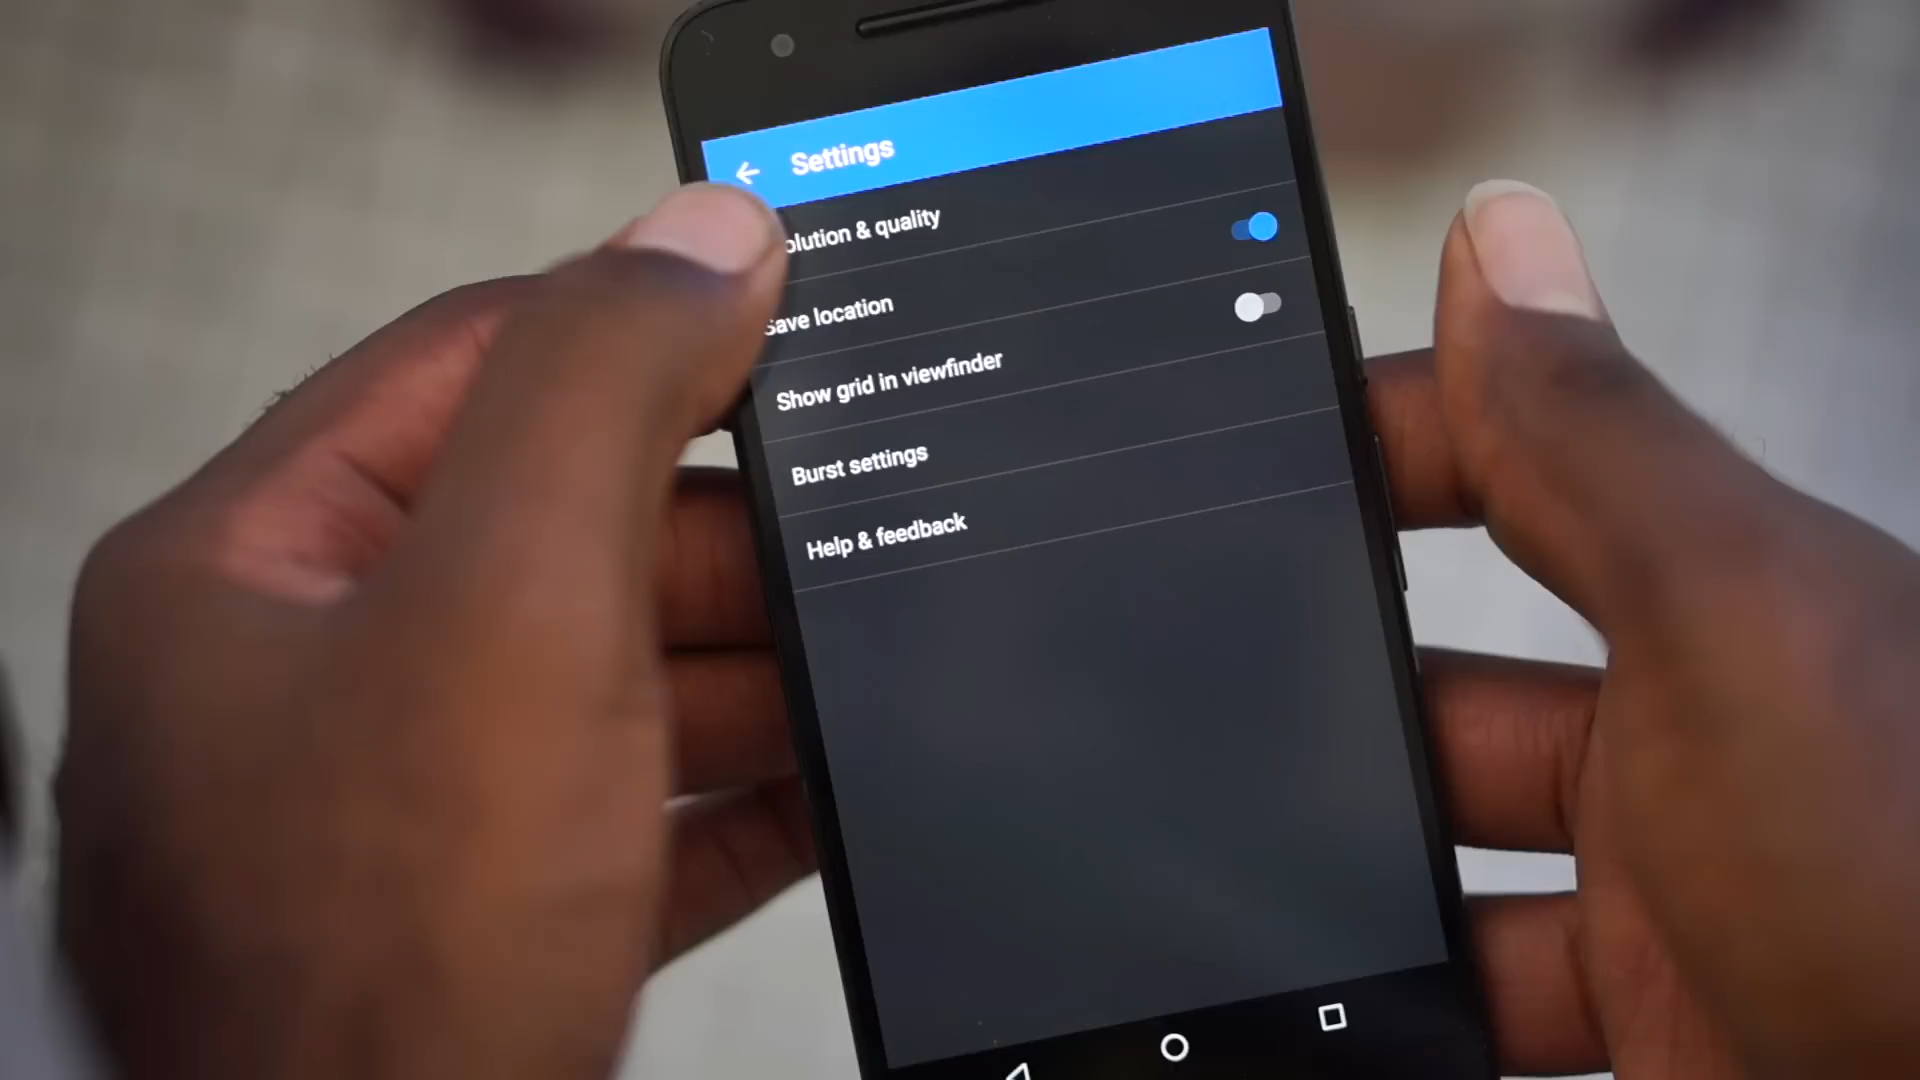 Settings
olution & quality
Save location
Show grid in viewfinder
Burst settings
Help & feedback